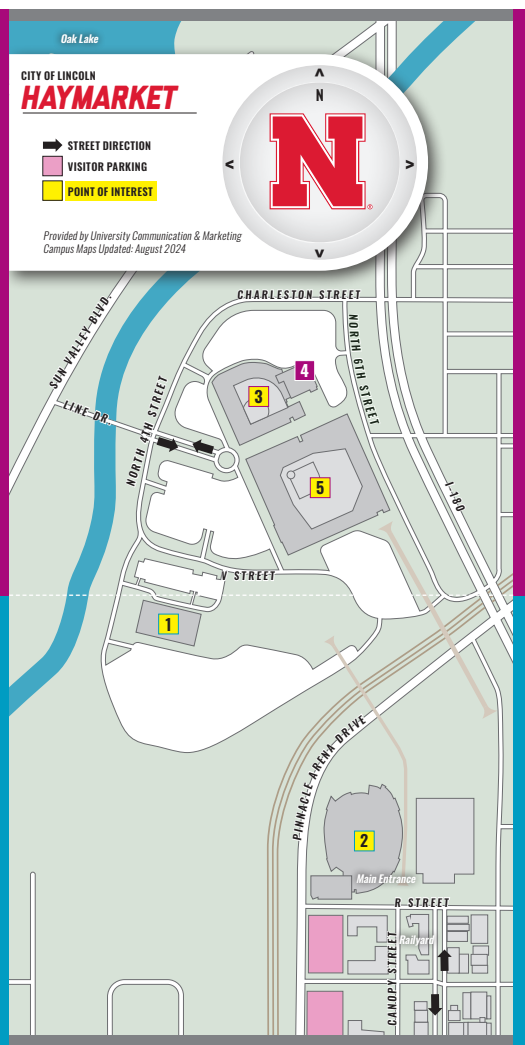 Oak Lake
CITY OF LINCOLN
HAYMARKET
STREET DIRECTION
VISITOR PARKING
POINT OF INTEREST
Provided by University Communication & Marketing
Campus Maps Updated: August 2024
N
N
®
CHARLESTON STREET
SUN VALLEY BLVD.
NORTH 6TH STREET
4
3
NORTH 4TH STREET
LINE DR.
5
I-180
V STREET
1
PINNACLE ARENA DRIVE
2
Main Entrance
R STREET
Railyard
CANOPY STREET